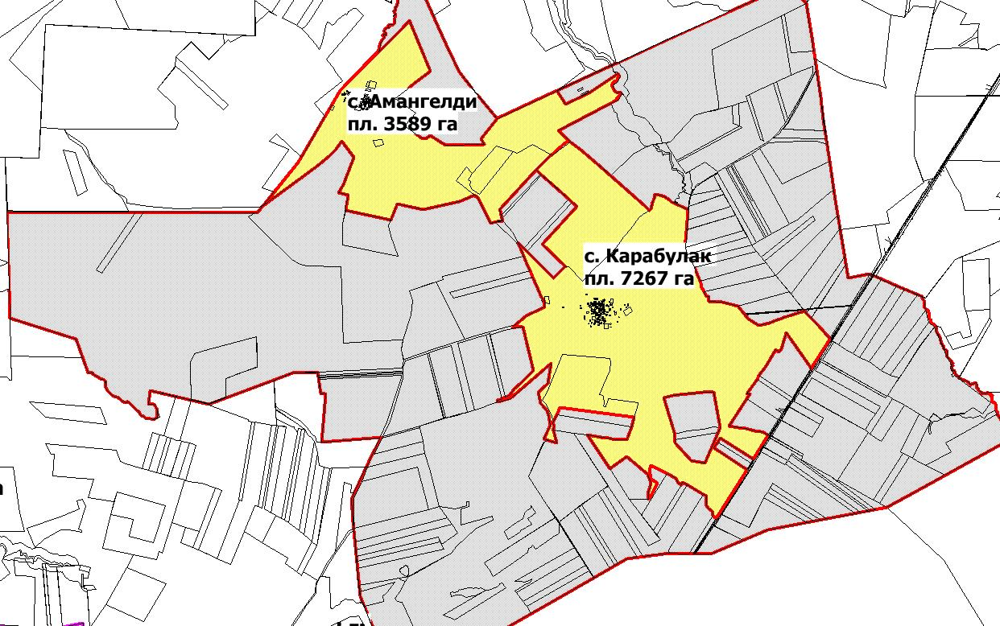 с. Амангелди
пл. 3589 га
с. Карабулак
пл. 7267 га